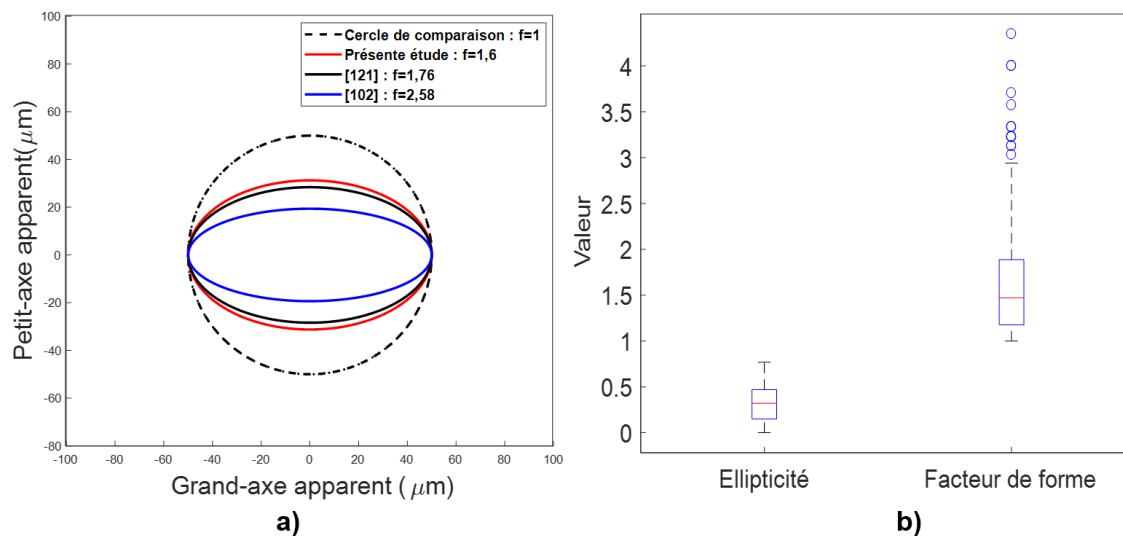 100
80
60
40
20
0
-20
-40
-60
-80
-100
-80
-60
-40
-20
0
20
40
60
80
100
Petit-axe apparent(μm)
Grand-axe apparent ( μm)
Cercle de comparaison : f=1
Présente étude : f=1,6
[121] : f=1,76
[102] : f=2,58
a)
4
3.5
3
2.5
2
1.5
1
0.5
0
Valeur
Ellipticité
Facteur de forme
b)